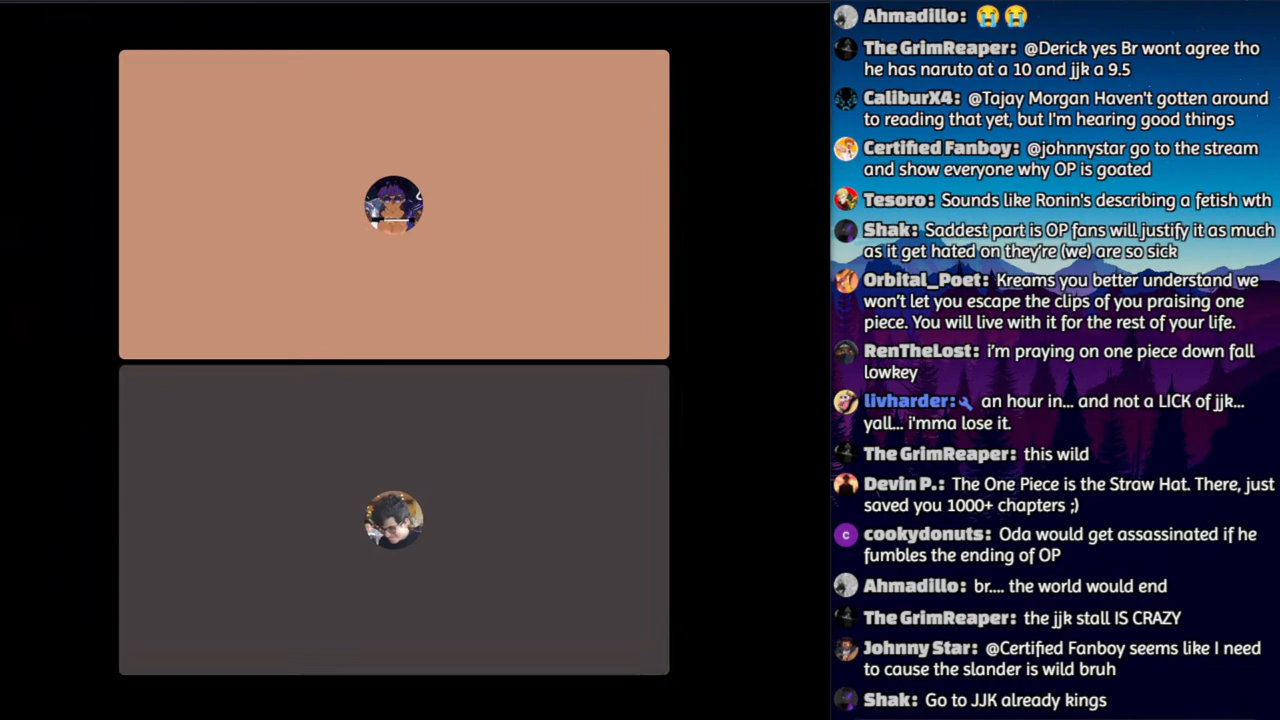 Ahmadillo: 😭😭
The GrimReaper: @Derick yes Br wont agree tho
he has naruto at a 10 and jjk a 9.5
CaliburX4: @Tajay Morgan Haven't gotten around
to reading that yet, but I'm hearing good things
Certified Fanboy: @johnnystar go to the stream
and show everyone why OP is goated
Tesoro: Sounds like Ronin's describing a fetish wth
Shak: Saddest part is OP fans will justify it as much
as it get hated on they're (we) are so sick
Orbital_Poet: Kreams you better understand we
won't let you escape the clips of you praising one
piece. You will live with it for the rest of your life.
RenTheLost: i'm praying on one piece down fall
lowkey
livharder: an hour in... and not a LICK of jjk...
yall... i'mma lose it.
The GrimReaper: this wild
Devin P.: The One Piece is the Straw Hat. There, just
saved you 1000+ chapters ;)
c cookydonuts: Oda would get assassinated if he
fumbles the ending of OP
Ahmadillo: br.... the world would end
The GrimReaper: the jjk stall IS CRAZY
Johnny Star: @Certified Fanboy seems like I need
to cause the slander is wild bruh
Shak: Go to JJK already kings